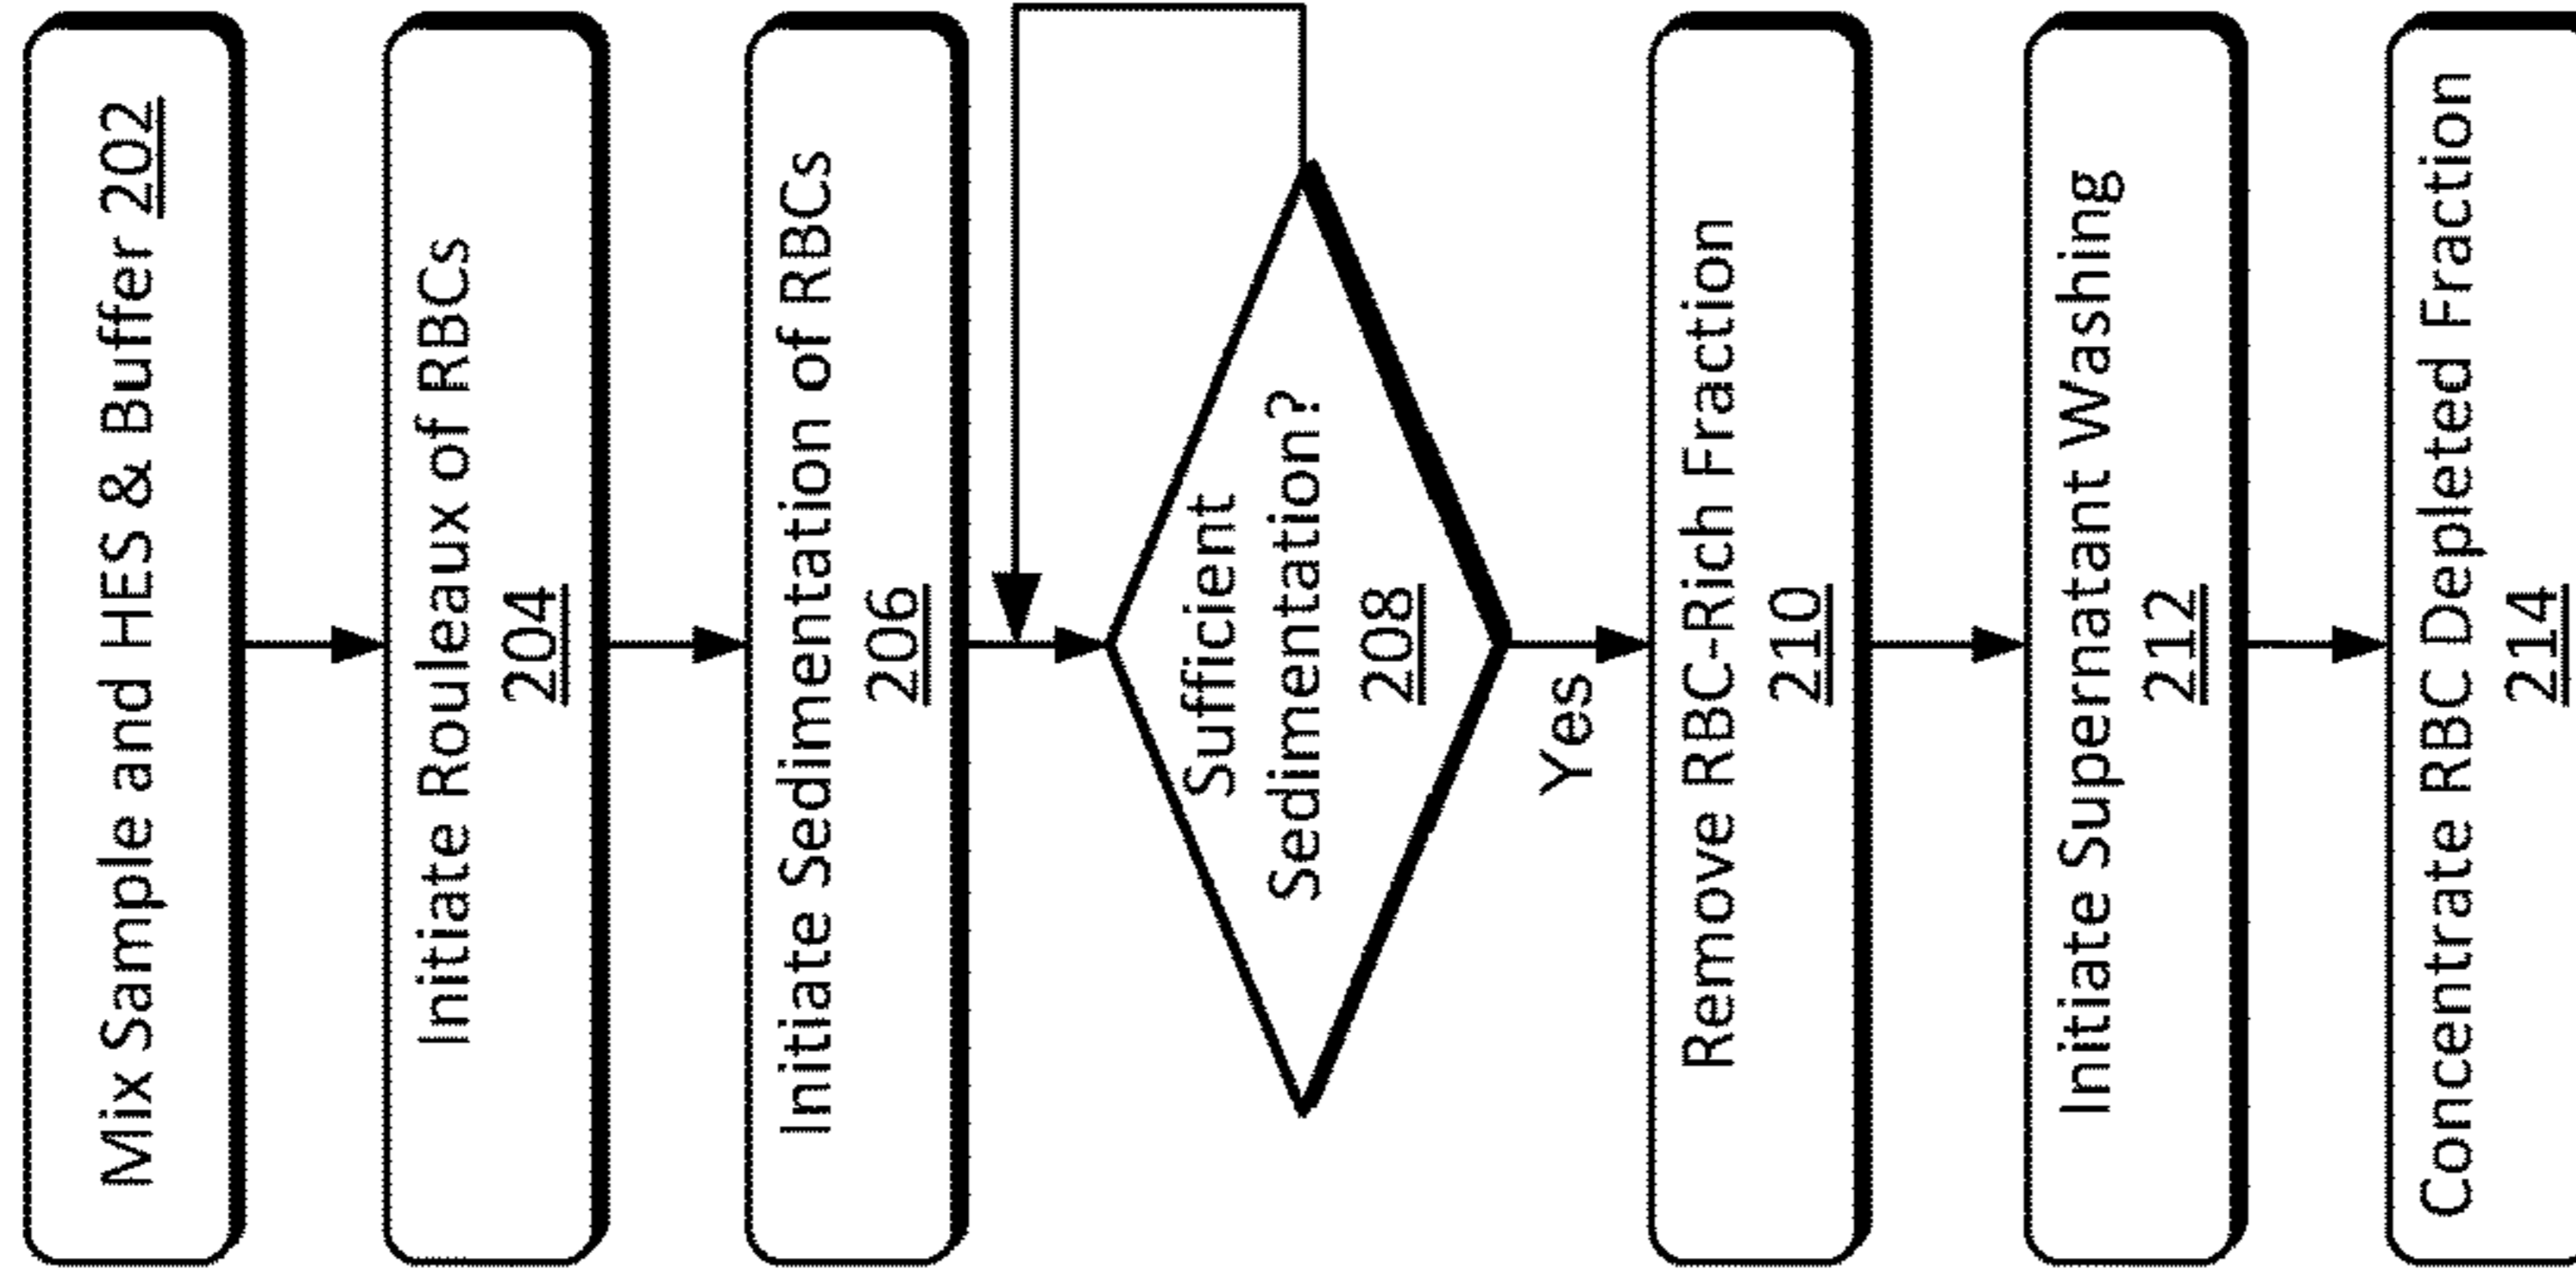 Mix Sample and HES & Buffer 202
Initiate Rouleaux of RBCs
204
Initiate Sedimentation of RBCs
206
Sufficient
Sedimentation?
208
Yes
Remove RBC-Rich Fraction
210
Initiate Supernatant Washing
212
Concentrate RBC Depleted Fraction
214